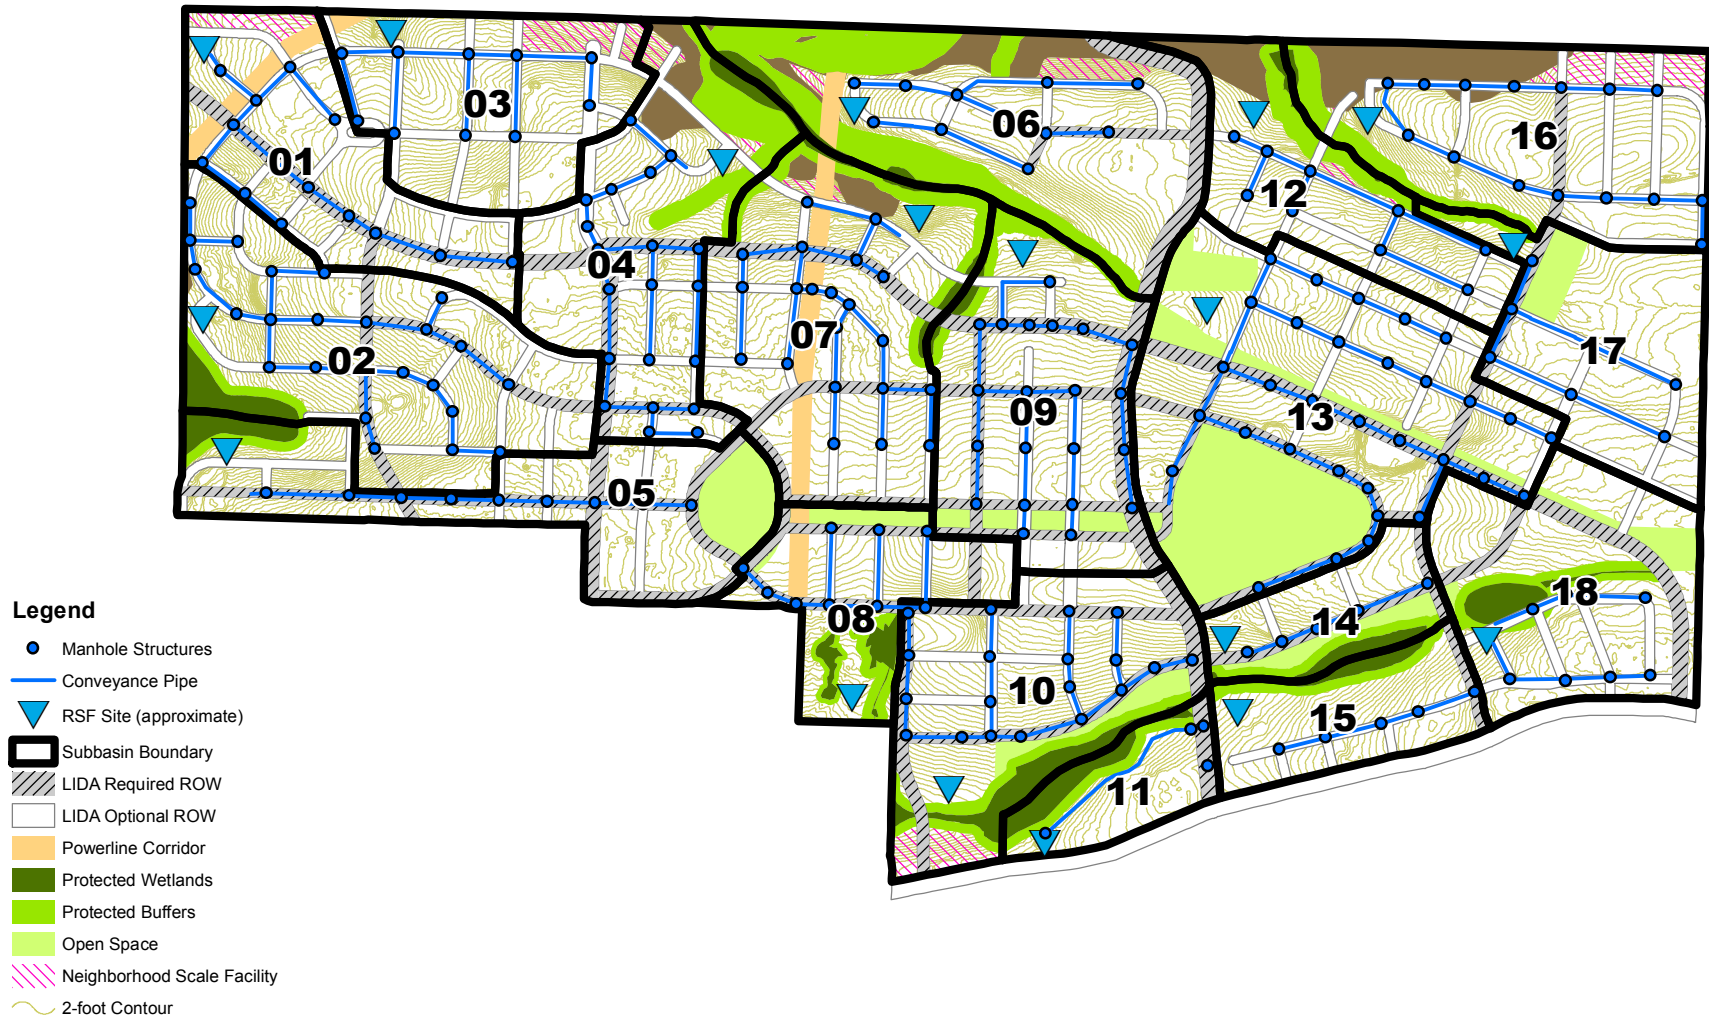 03
06
16
01
12
04
07
17
02
09
13
05
18
08
14
10
15
11
Legend
Manhole Structures
Conveyance Pipe
RSF Site (approximate)
Subbasin Boundary
LIDA Required ROW
LIDA Optional ROW
Powerline Corridor
Protected Wetlands
Protected Buffers
Open Space
Neighborhood Scale Facility
2-foot Contour